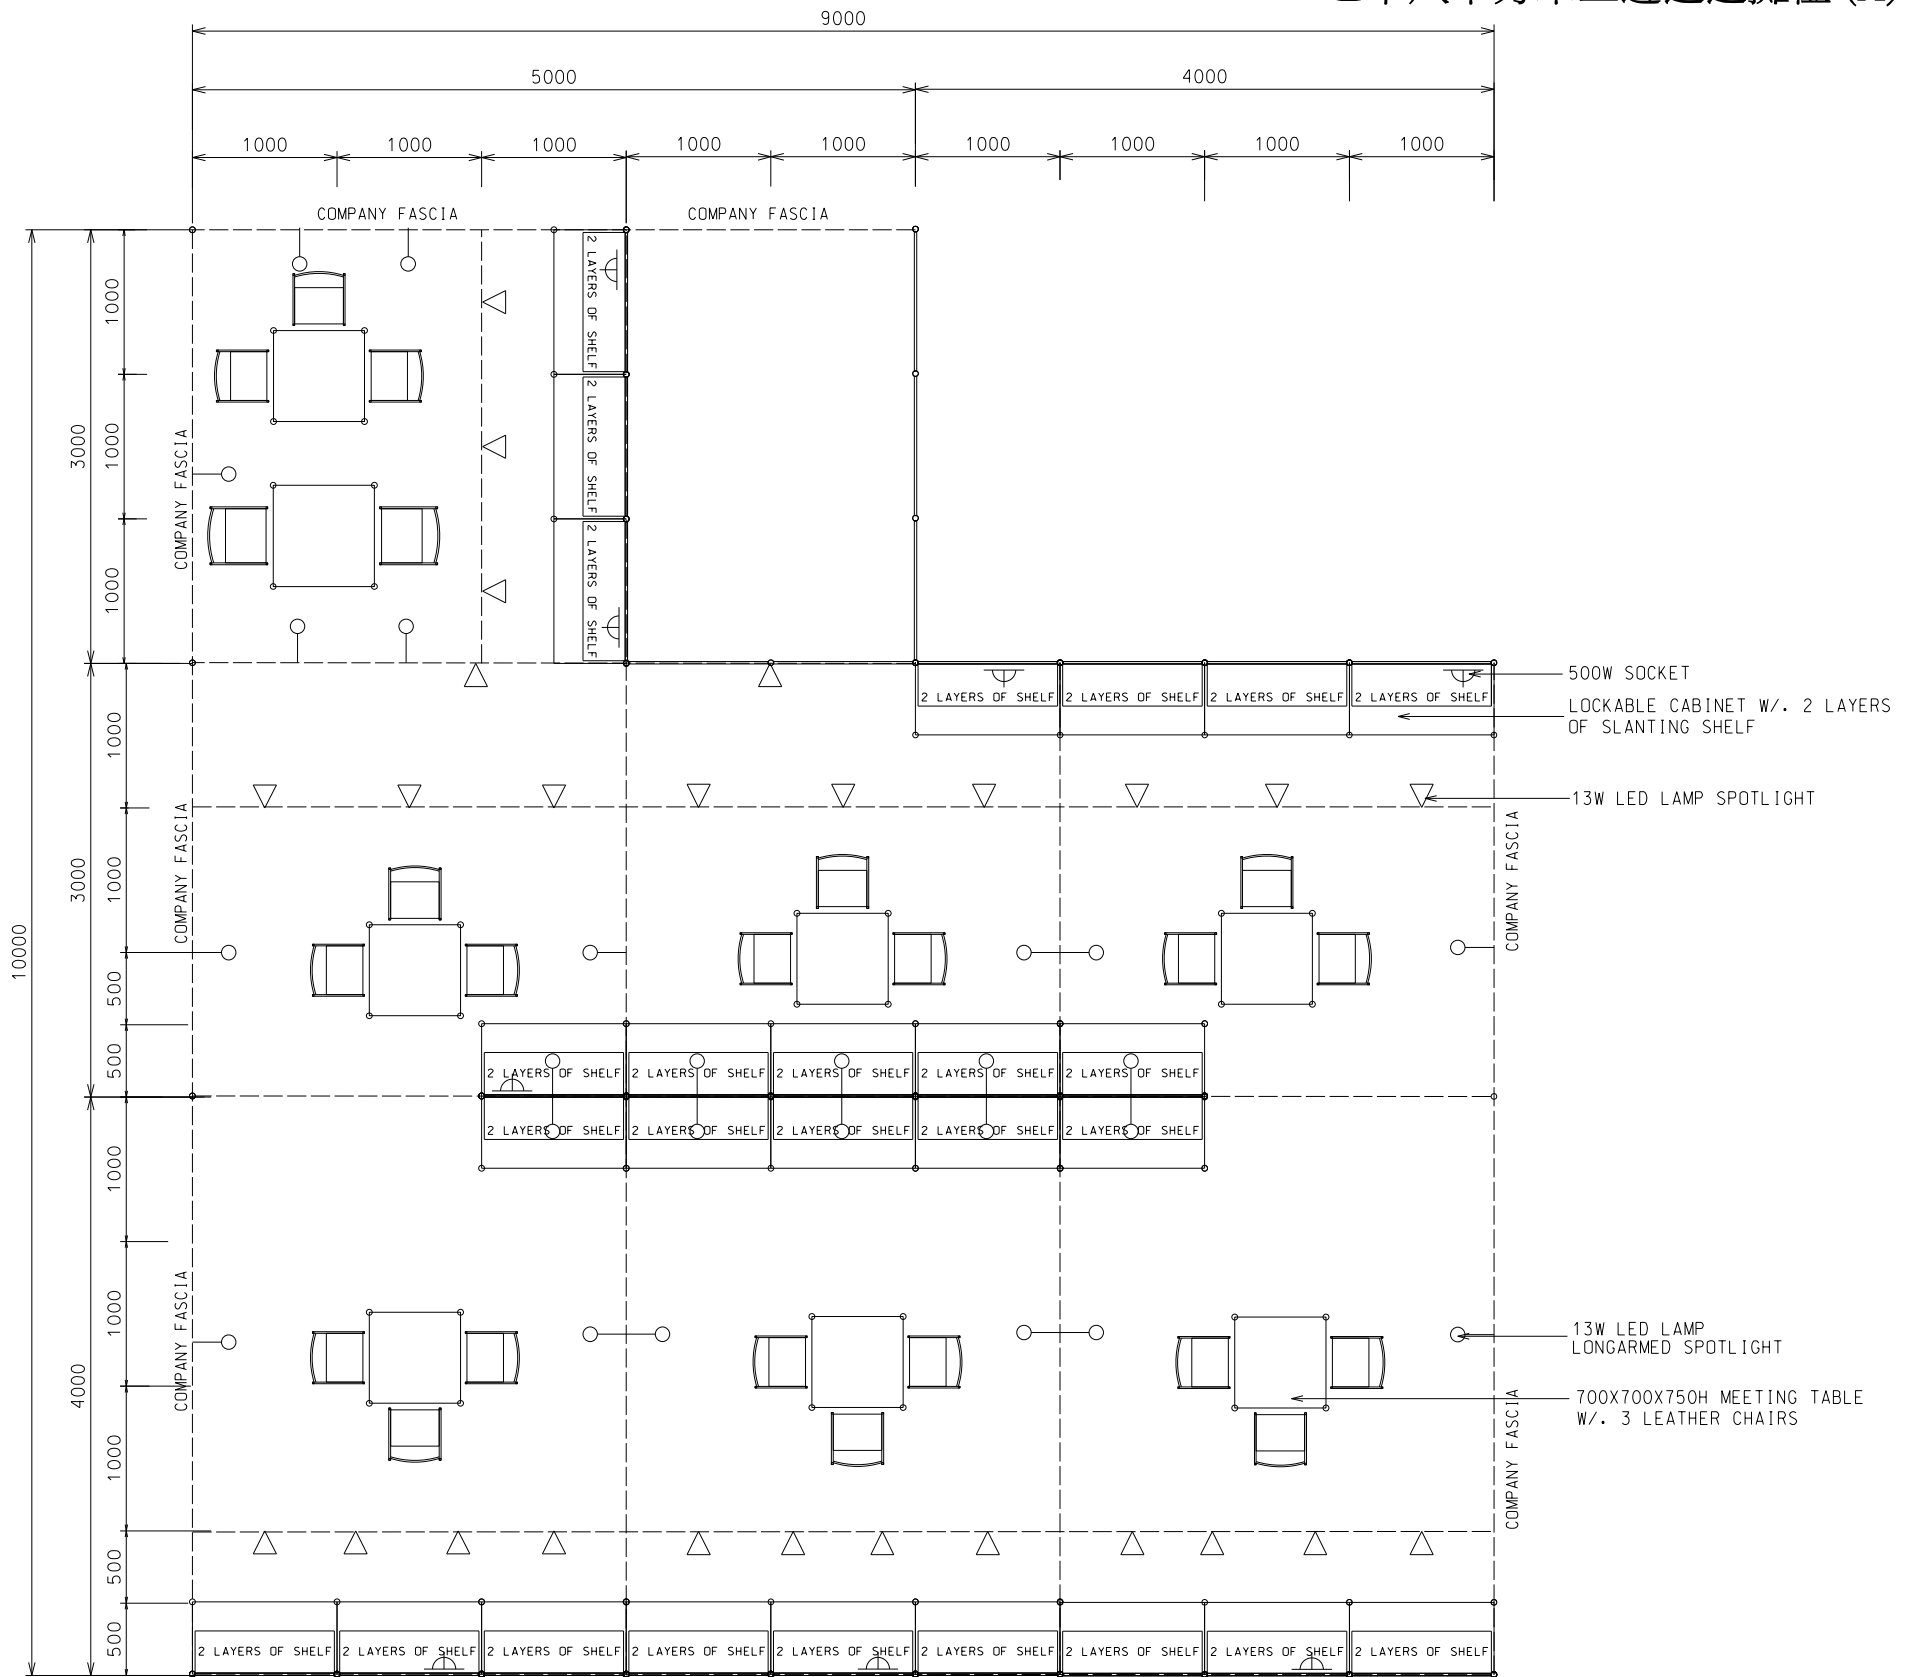 9000
5000
4000
1000
1000
1000
1000
1000
1000
1000
1000
1000
COMPANY FASCIA
COMPANY FASCIA
10000
3000
3000
4000
1000
1000
1000
1000
1000
500
500
1000
1000
1000
500
500
COMPANY FASCIA
COMPANY FASCIA
COMPANY FASCIA
2 LAYERS OF SHELF
2 LAYERS OF SHELF
2 LAYERS OF SHELF
2 LAYERS OF SHELF
2 LAYERS OF SHELF
2 LAYERS OF SHELF
2 LAYERS OF SHELF
500W SOCKET
LOCKABLE CABINET W/. 2 LAYERS
OF SLANTING SHELF
13W LED LAMP SPOTLIGHT
COMPANY FASCIA
2 LAYERS OF SHELF
2 LAYERS OF SHELF
2 LAYERS OF SHELF
2 LAYERS OF SHELF
2 LAYERS OF SHELF
2 LAYERS OF SHELF
2 LAYERS OF SHELF
2 LAYERS OF SHELF
2 LAYERS OF SHELF
2 LAYERS OF SHELF
13W LED LAMP
LONGARMED SPOTLIGHT
700X700X750H MEETING TABLE
W/. 3 LEATHER CHAIRS
COMPANY FASCIA
2 LAYERS OF SHELF
2 LAYERS OF SHELF
2 LAYERS OF SHELF
2 LAYERS OF SHELF
2 LAYERS OF SHELF
2 LAYERS OF SHELF
2 LAYERS OF SHELF
2 LAYERS OF SHELF
2 LAYERS OF SHELF